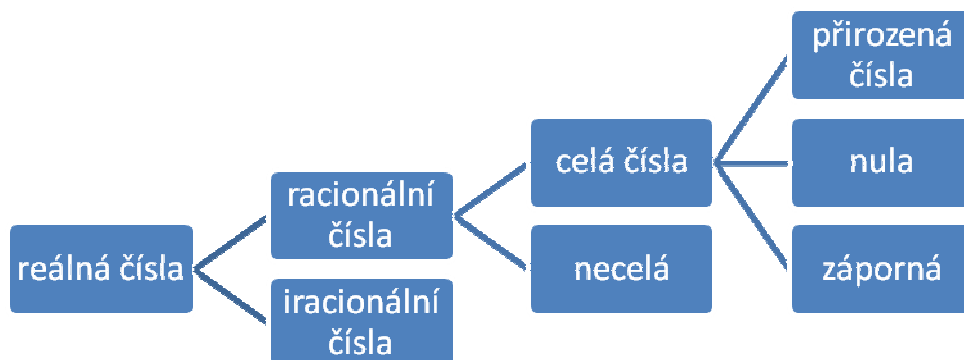 reálná čísla
racionální
čísla
iracionální
čísla
celá čísla
necelá
přirozená
čísla
nula
záporná